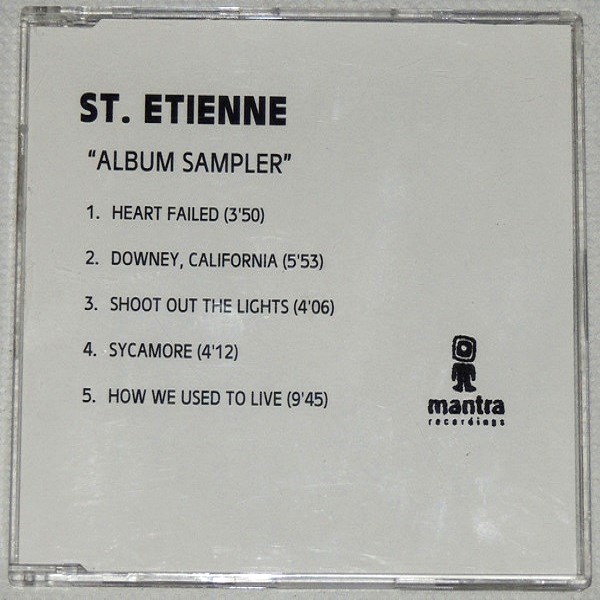 ST. ETIENNE
“ALBUM SAMPLER”
1. HEART FAILED (3'50)
2. DOWNEY, CALIFORNIA (5'53)
3. SHOOT OUT THE LIGHTS (4'06)
4. SYCAMORE (4'12)
5. HOW WE USED TO LIVE (9'45)
mantra
recordings